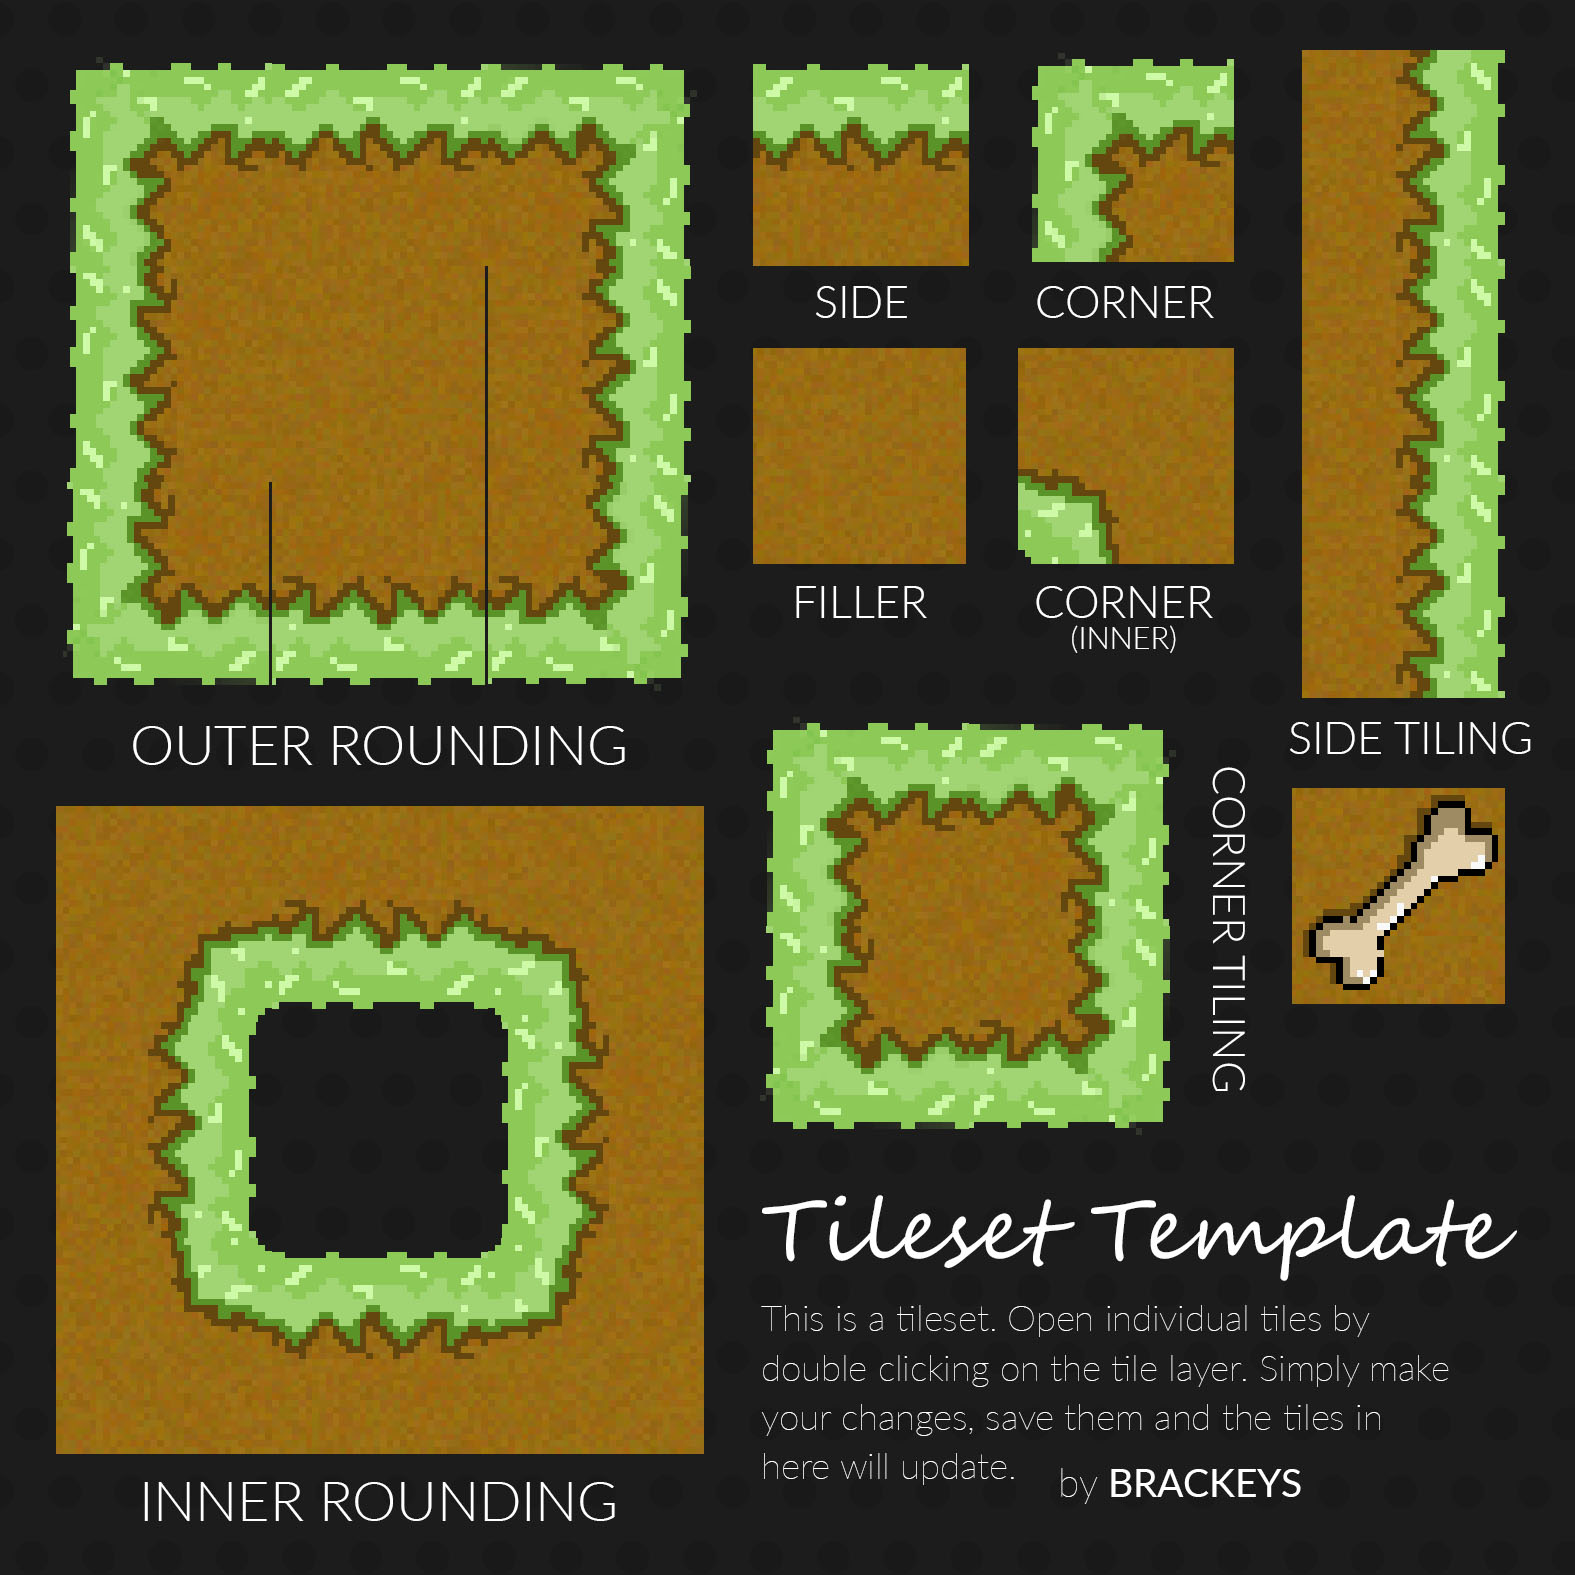 SIDE
CORNER
FILLER
CORNER
(INNER)
OUTER ROUNDING
SIDE TILING
CORNER TILING
INNER ROUNDING
Tileset Template
This is a tileset. Open individual tiles by
double clicking on the tile layer. Simply make
your changes, save them and the tiles in
here will update.
by BRACKEYS